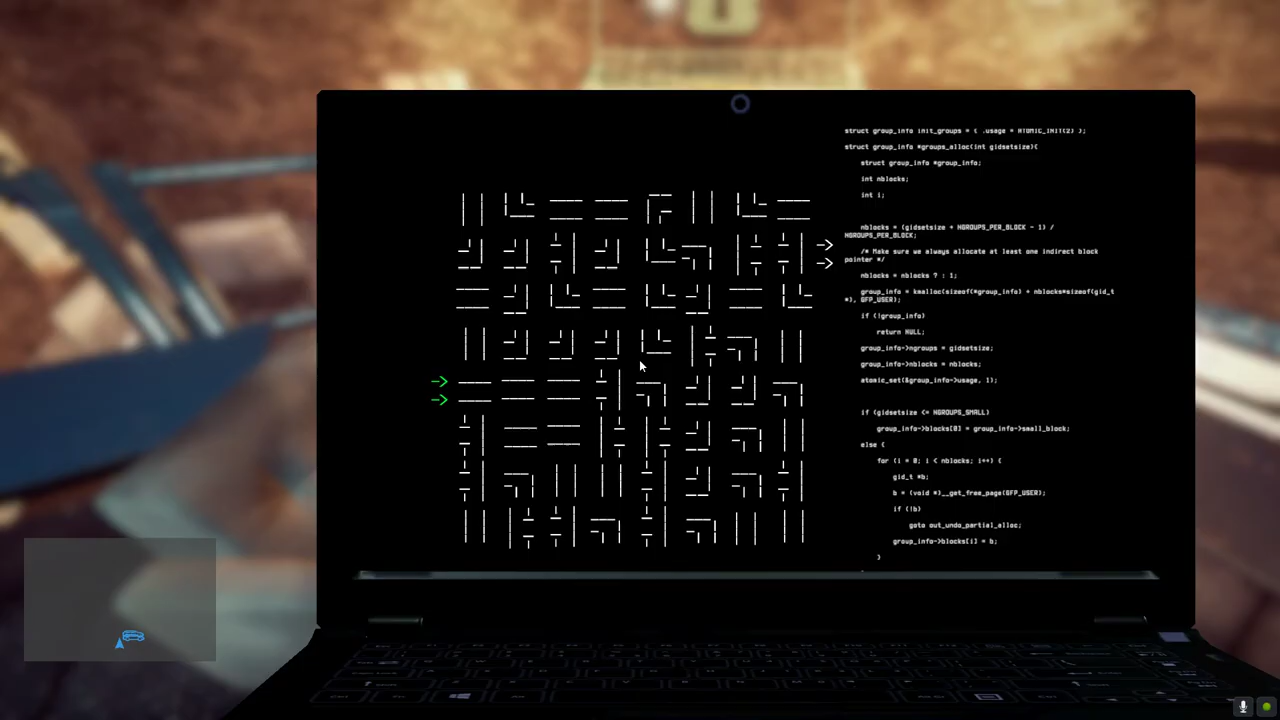 struct group_info init_groups = { .usage = ATOMIC_INIT(2) };
struct group_info *groups_alloc(int gidsetsize){
struct group_info *group_info;
int nblocks;
int i;
nblocks = (gidsetsize + NGROUPS_PER_BLOCK - 1) /
NGROUPS_PER_BLOCK;
/* Make sure we always allocate at least one indirect block
pointer */
nblocks = nblocks ? : 1;
group_info = kmalloc(sizeof(*group_info) + nblocks*sizeof(gid_t
*), GFP_USER);
if (!group_info)
return NULL;
group_info->ngroups = gidsetsize;
group_info->nblocks = nblocks;
atomic_set(&group_info->usage, 1);
if (gidsetsize <= NGROUPS_SMALL)
group_info->blocks[0] = group_info->small_block;
else {
for (i = 0; i < nblocks; i++) {
gid_t *b;
b = (void *)__get_free_page(GFP_USER);
if (!b)
goto out_undo_partial_alloc;
group_info->blocks[i] = b;
}